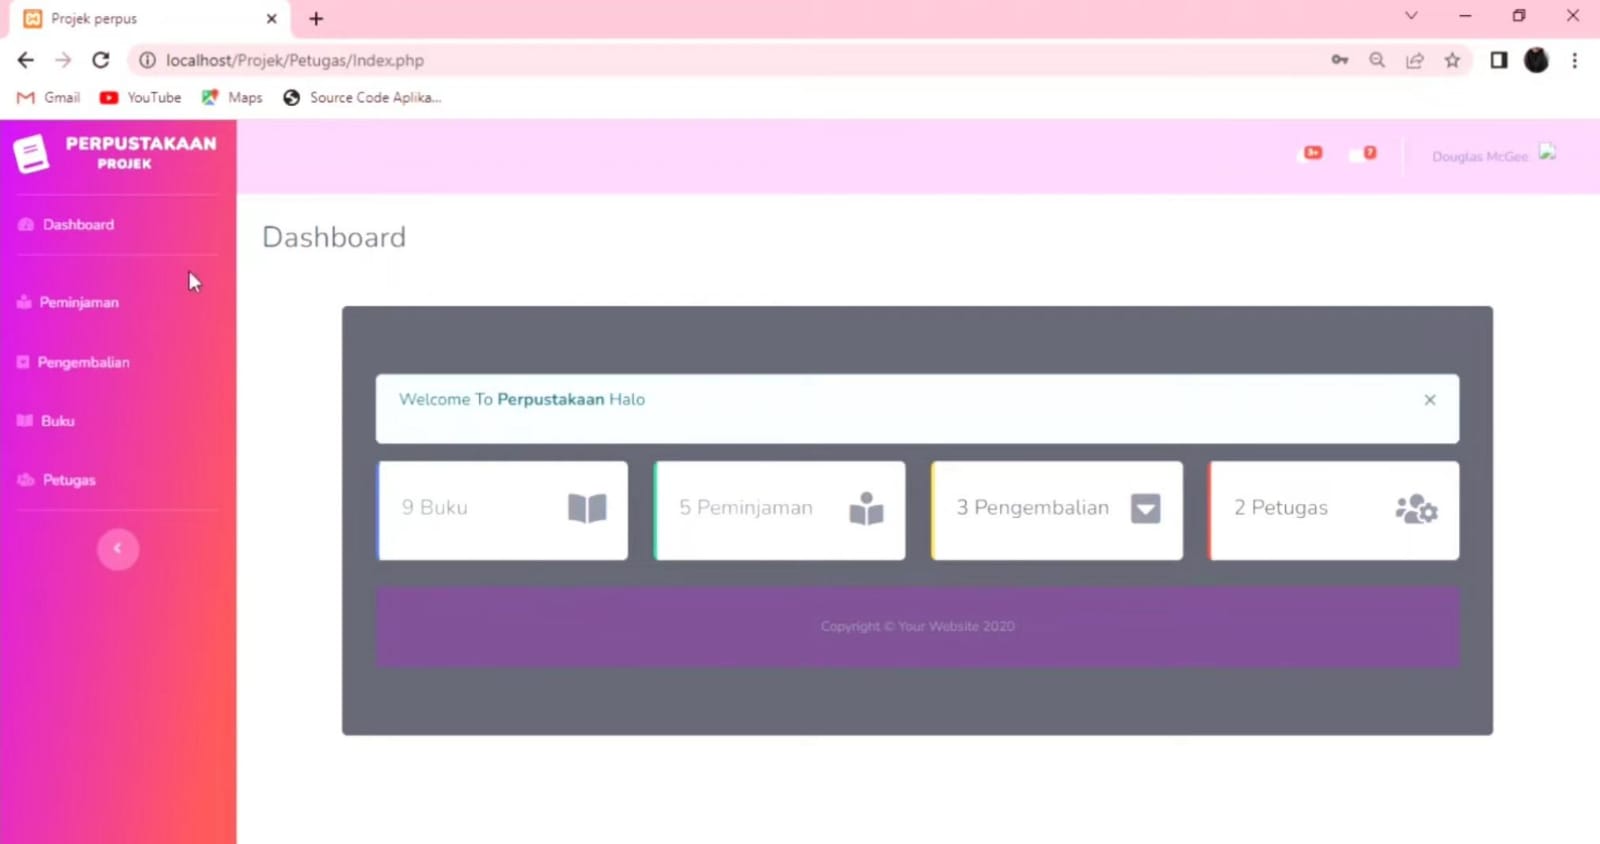 Projek perpus
localhost/Projek/Petugas/Index.php
Gmail YouTube Maps Source Code Aplika...
PERPUSTAKAAN
PROJEK
3+ 7 Douglas McGee
Dashboard
Dashboard
Peminjaman
Pengembalian
Buku
Petugas
Welcome To Perpustakaan Halo
9 Buku 5 Peminjaman 3 Pengembalian 2 Petugas
Copyright © Your Website 2020